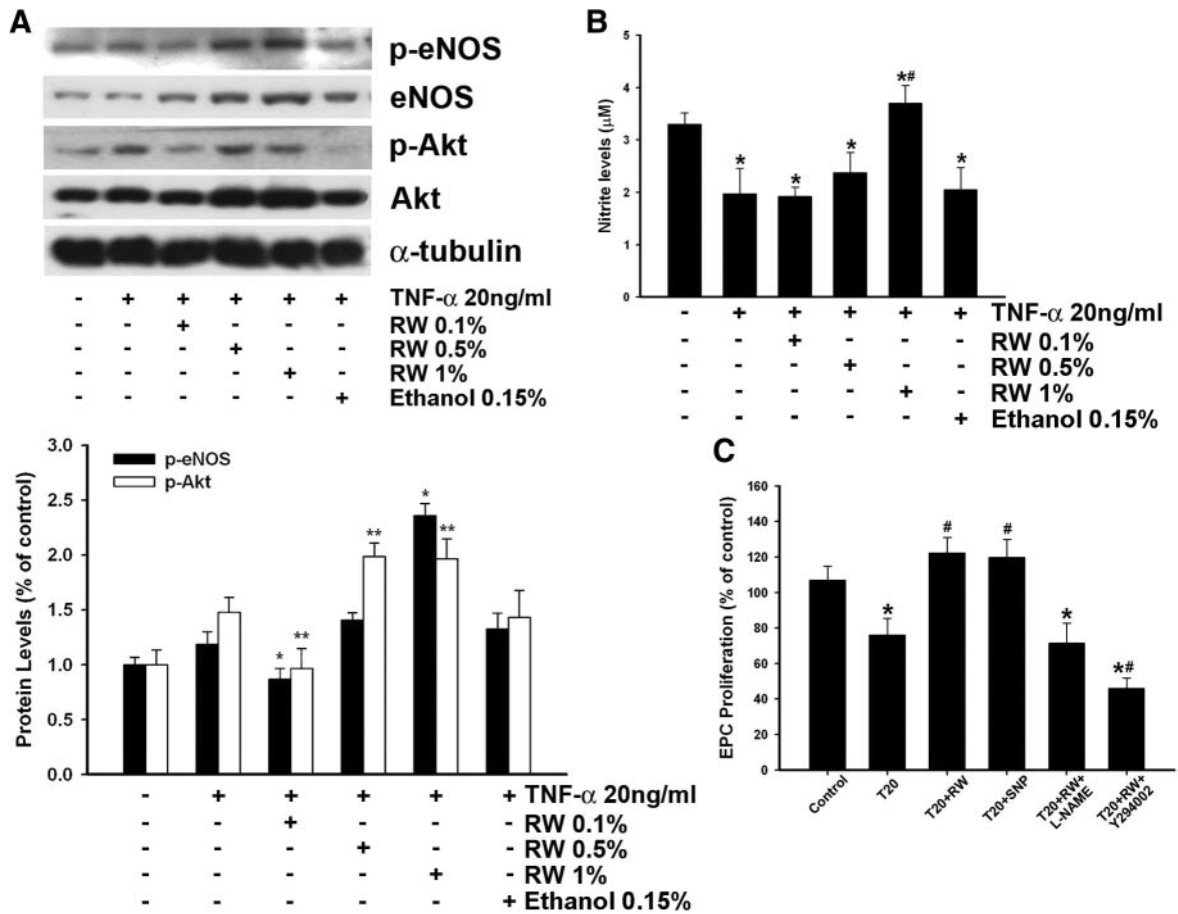 A
p-eNOS
eNOS
p-Akt
Akt
α-tubulin
- + + + + + TNF-α 20ng/ml
- - + - - - RW 0.1%
- - - + - - RW 0.5%
- - - - + - RW 1%
- - - - - + Ethanol 0.15%
B
Nitrite levels (µM)
5
4
3
2
1
0
* * * *# *
- + + + + + TNF-α 20ng/ml
- - + - - - RW 0.1%
- - - + - - RW 0.5%
- - - - + - RW 1%
- - - - - + Ethanol 0.15%
Protein Levels (% of control)
3.0
2.5
2.0
1.5
1.0
0.5
0.0
p-eNOS
p-Akt
* ** ** * **
- + + + + + TNF-α 20ng/ml
- - + - - - RW 0.1%
- - - + - - RW 0.5%
- - - - + - RW 1%
- - - - - + Ethanol 0.15%
C
EPC Proliferation (% of control)
160
140
120
100
80
60
40
20
0
* # # * *#
Control
T20
T20+RW
T20+SNP
T20+RW+
L-NAME
T20+RW+
Y294002